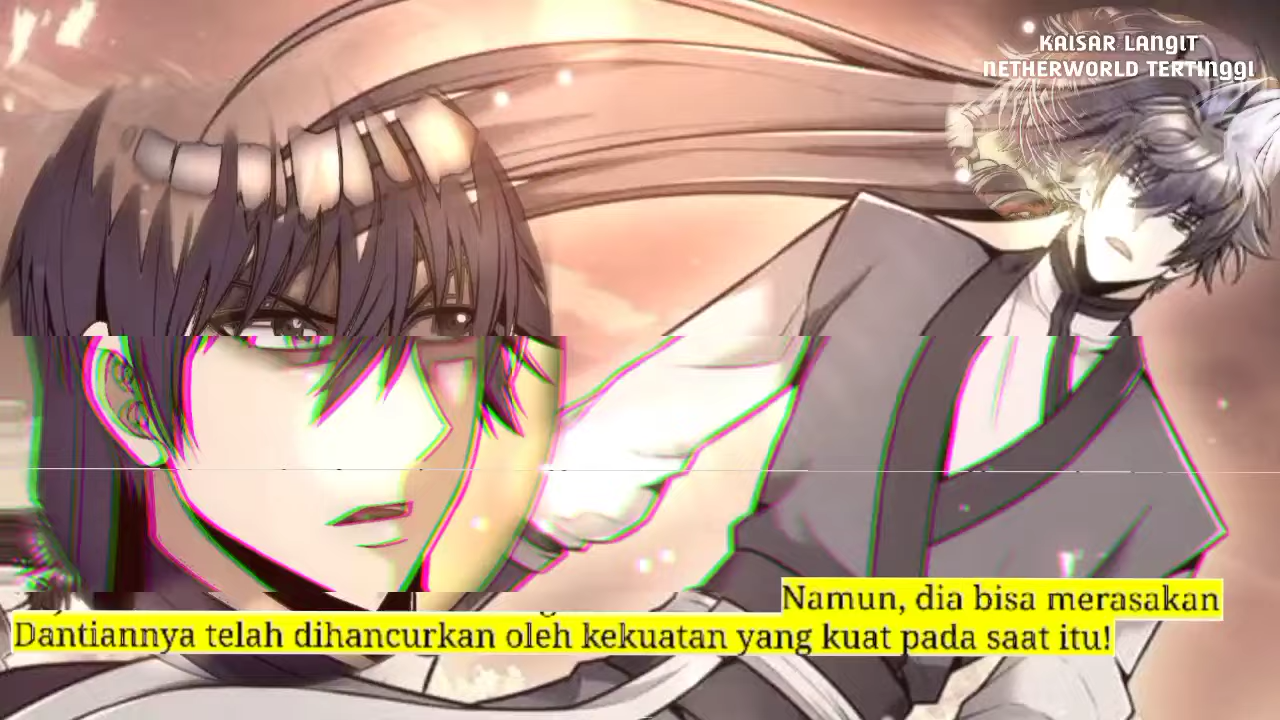 KAISAR LANGIT
NETHERWORLD TERTINGGI
Namun, dia bisa merasakan
Dantiannya telah dihancurkan oleh kekuatan yang kuat pada saat itu!